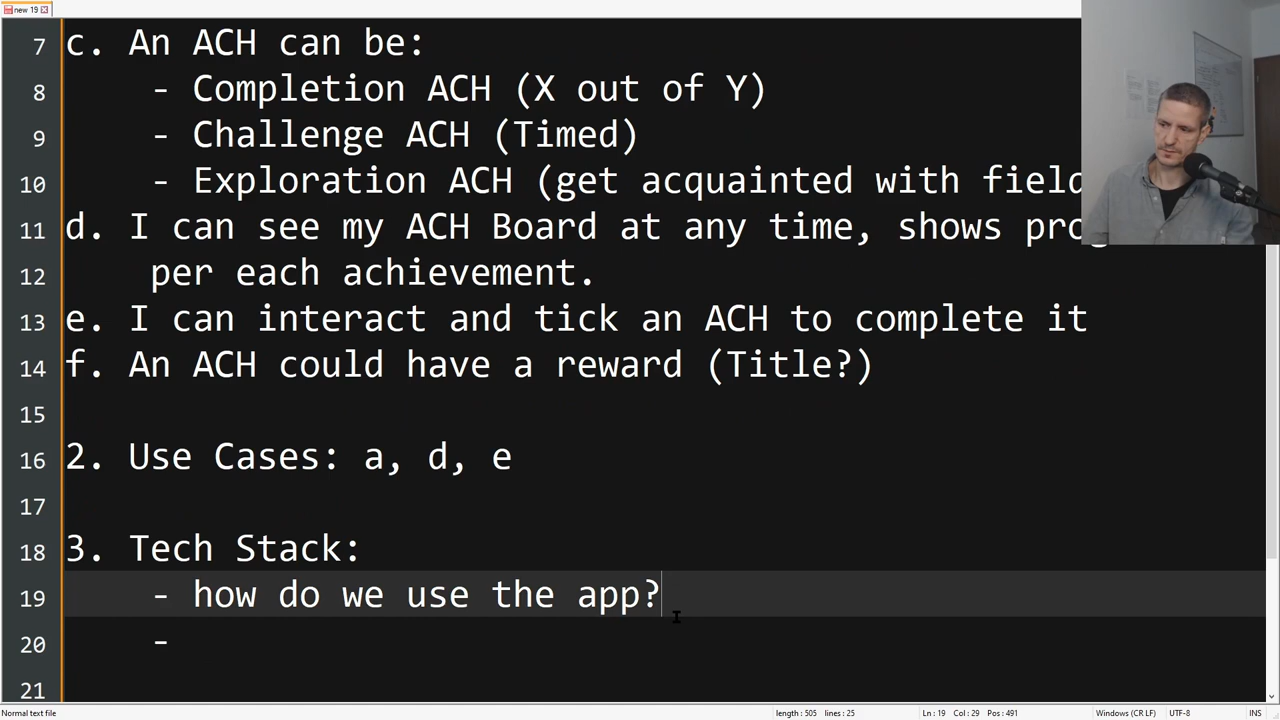 new 19
7 c. An ACH can be:
8 - Completion ACH (X out of Y)
9 - Challenge ACH (Timed)
10 - Exploration ACH (get acquainted with field
11 d. I can see my ACH Board at any time, shows
12 per each achievement.
13 e. I can interact and tick an ACH to complete it
14 f. An ACH could have a reward (Title?)
15
16 2. Use Cases: a, d, e
17
18 3. Tech Stack:
19 - how do we use the app?
20 -
21
Normal text file length : 505 lines : 25 Ln : 19 Col : 29 Pos : 491 Windows (CR LF) UTF-8 INS